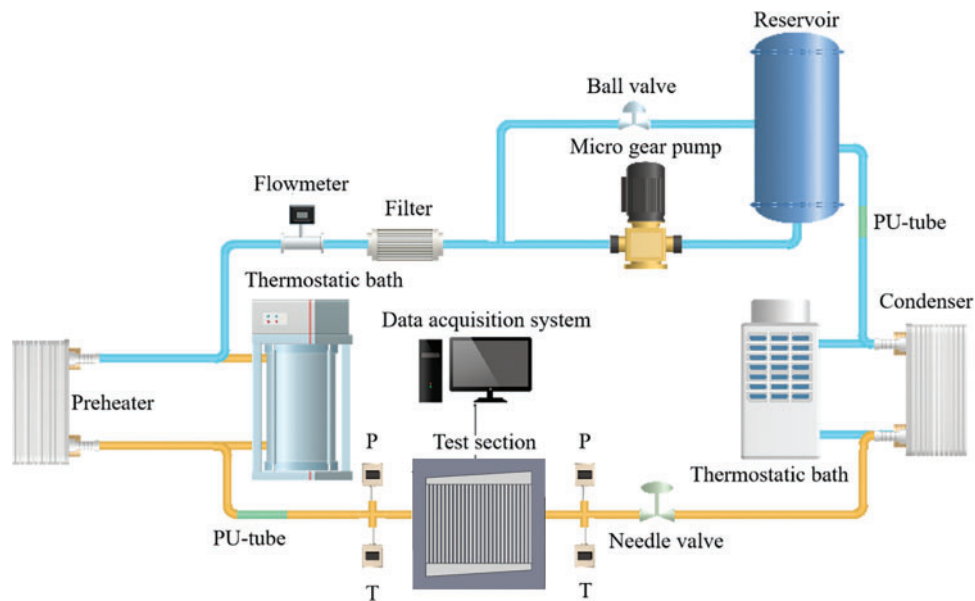 Reservoir
Ball valve
Micro gear pump
Flowmeter
Filter
PU-tube
Thermostatic bath
Condenser
Data acquisition system
Preheater
P
Test section
P
Thermostatic bath
PU-tube
Needle valve
T
T